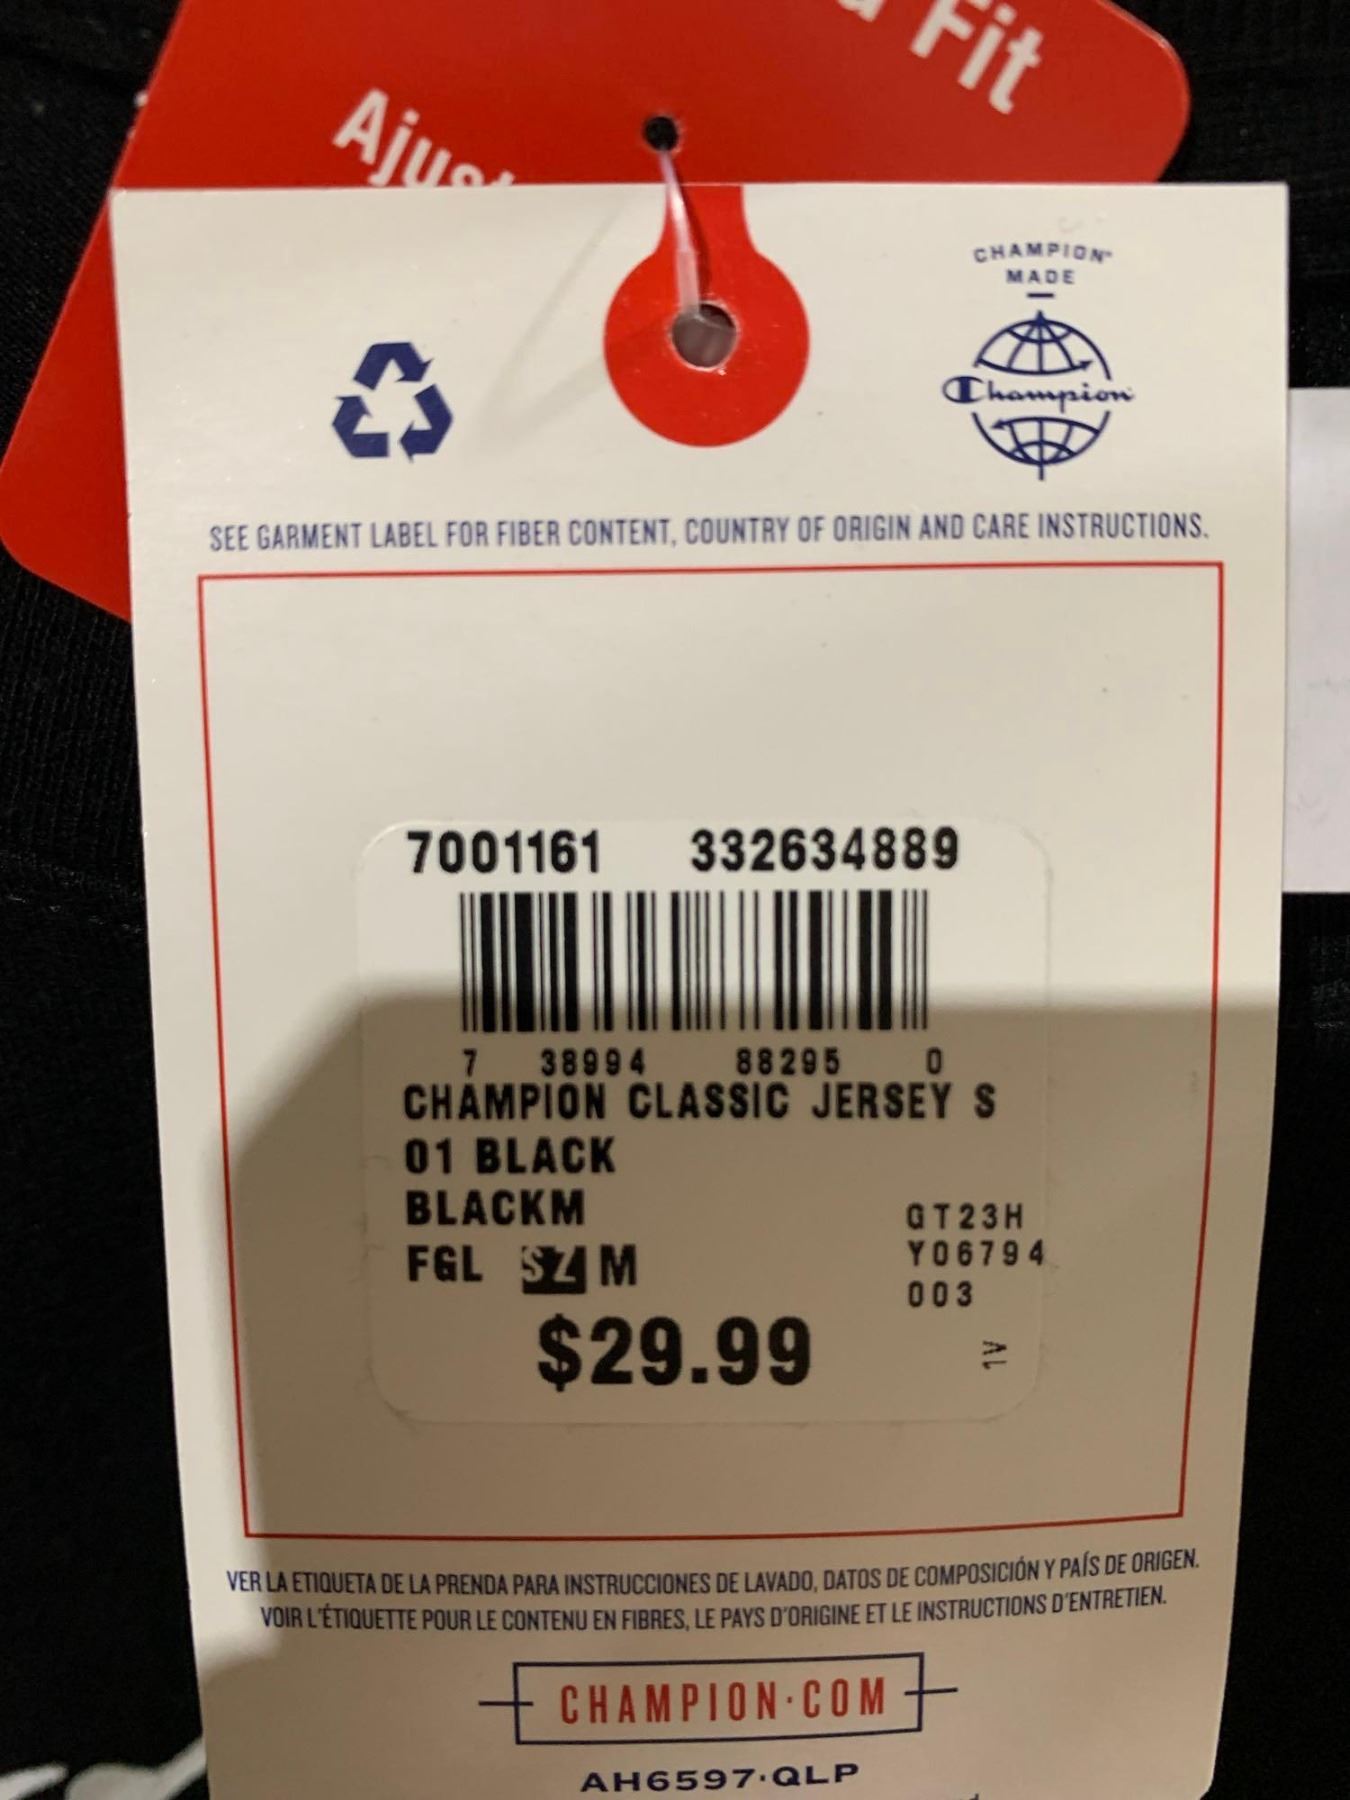 Fit
CHAMPION
MADE
Champion
SEE GARMENT LABEL FOR FIBER CONTENT, COUNTRY OF ORIGIN AND CARE INSTRUCTIONS.
7001161 332634889
7 38994 88295 0
CHAMPION CLASSIC JERSEY S
01 BLACK
BLACKM
FGL SZ M
GT23H
Y06794
003
$29.99
1V
VER LA ETIQUETA DE LA PRENDA PARA INSTRUCCIONES DE LAVADO, DATOS DE COMPOSICIÓN Y PAÍS DE ORIGEN.
VOIR L'ÉTIQUETTE POUR LE CONTENU EN FIBRES, LE PAYS D'ORIGINE ET LE INSTRUCTIONS D'ENTRETIEN.
CHAMPION·COM
AH6597·QLP